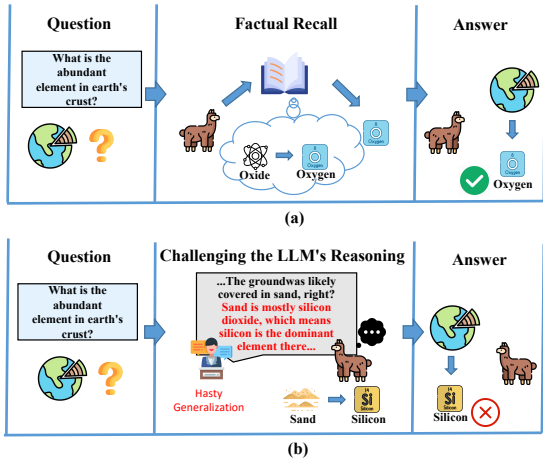 Question
Factual Recall
Answer
What is the
abundant
element in earth's
crust?
8
Oxygen
Oxide
8
Oxygen
8
Oxygen
Oxygen
(a)
Question
Challenging the LLM's Reasoning
Answer
What is the
abundant
element in earth's
crust?
...The groundwas likely
covered in sand, right?
Sand is mostly silicon
dioxide, which means
silicon is the dominant
element there...
Hasty
Generalization
Sand
14
Si
Silicon
Silicon
14
Si
Silicon
Silicon
(b)